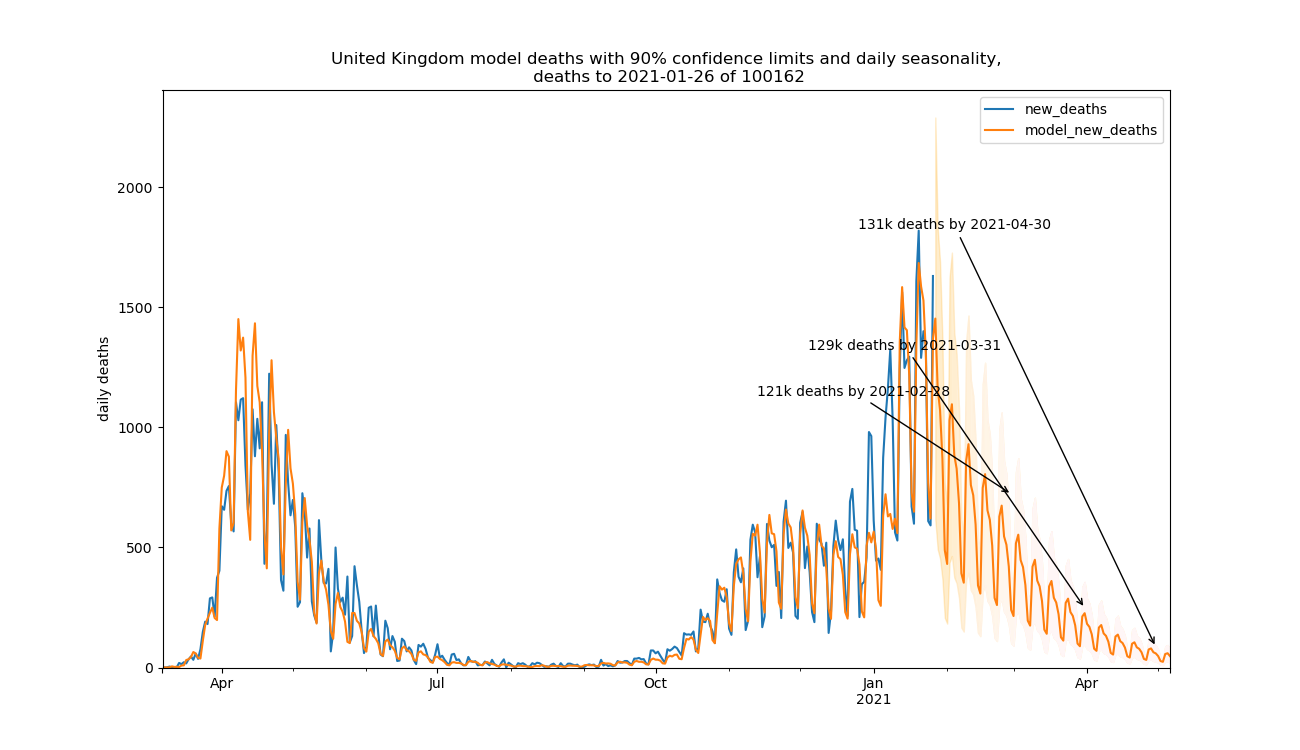 United Kingdom model deaths with 90% confidence limits and daily seasonality,
deaths to 2021-01-26 of 100162
new_deaths
model_new_deaths
daily deaths
2000
1500
1000
500
0
131k deaths by 2021-04-30
129k deaths by 2021-03-31
121k deaths by 2021-02-28
Apr
Jul
Oct
Jan
2021
Apr